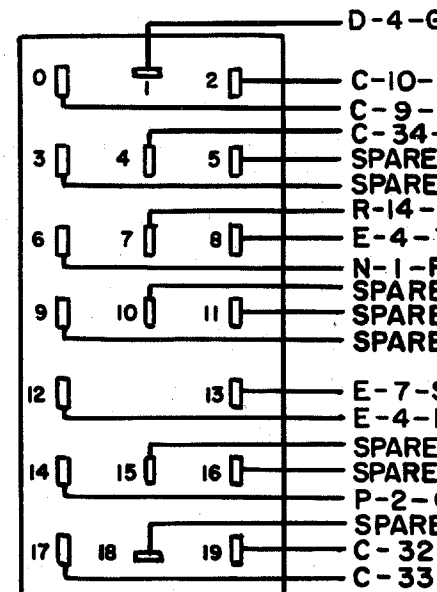 D-4-
0 1 2 C-10-
C-9-
C-34-
3 4 5 SPARE
SPARE
R-14-
6 7 8 E-4-
N-1-
SPARE
9 10 11 SPARE
SPARE
12 13 E-7-
E-4-
SPARE
14 15 16 SPARE
P-2-
SPARE
17 18 19 C-32
C-33